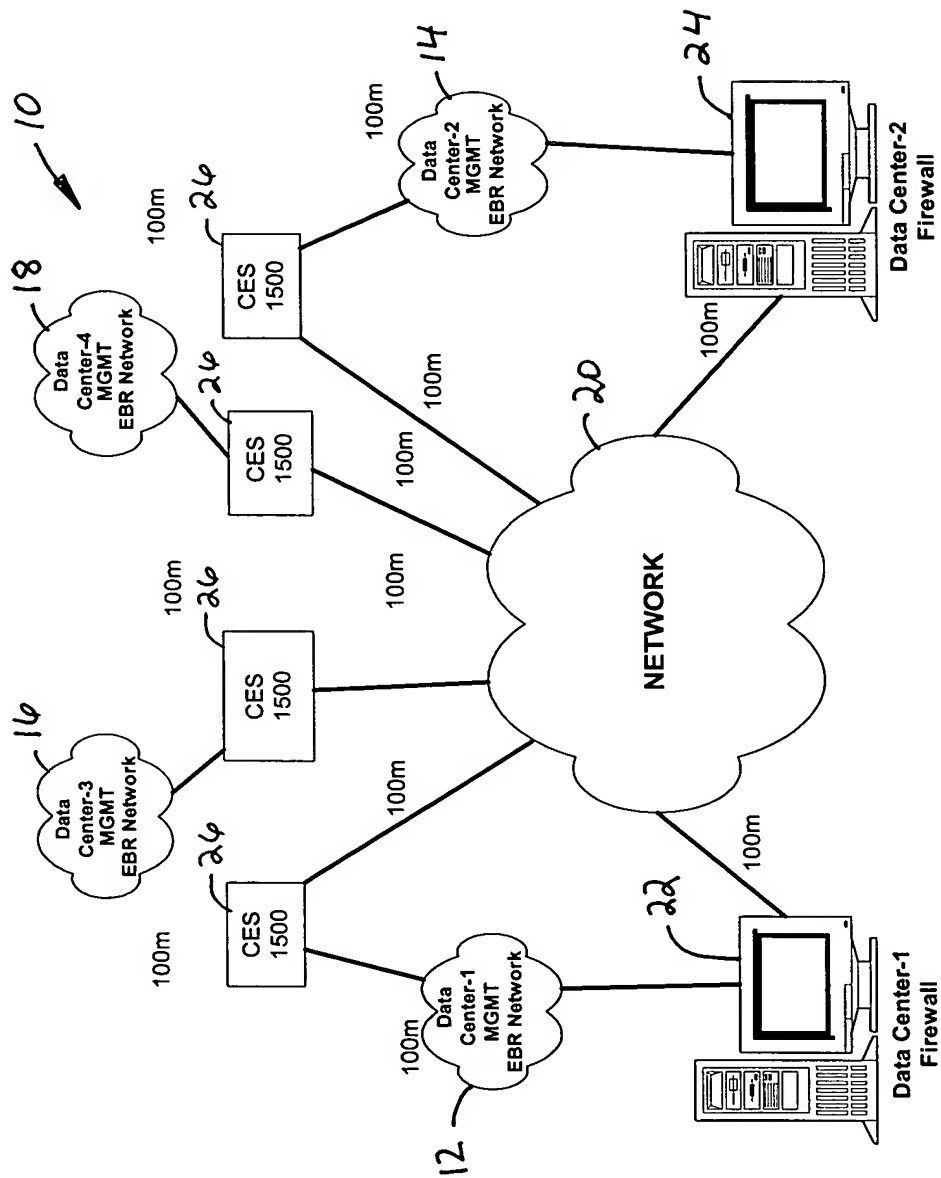 10
18
Data
Center-4
MGMT
EBR Network
26
CES
1500
100m
26
CES
1500
100m
14
Data
Center-2
MGMT
EBR Network
16
Data
Center-3
MGMT
EBR Network
100m
26
CES
1500
100m
26
CES
1500
100m
100m
100m
100m
20
NETWORK
12
100m
Data
Center-1
MGMT
EBR Network
22
100m
Data Center-1
Firewall
24
100m
Data Center-2
Firewall